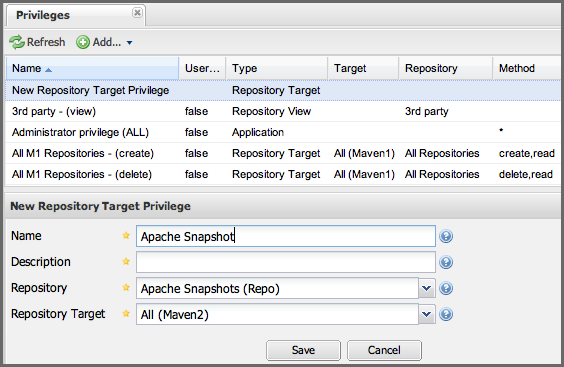 Privileges
Refresh Add...
Name User... Type Target Repository Method
New Repository Target Privilege Repository Target
3rd party - (view) false Repository View 3rd party
Administrator privilege (ALL) false Application *
All M1 Repositories - (create) false Repository Target All (Maven1) All Repositories create,read
All M1 Repositories - (delete) false Repository Target All (Maven1) All Repositories delete,read
New Repository Target Privilege
Name Apache Snapshot
Description
Repository Apache Snapshots (Repo)
Repository Target All (Maven2)
Save Cancel